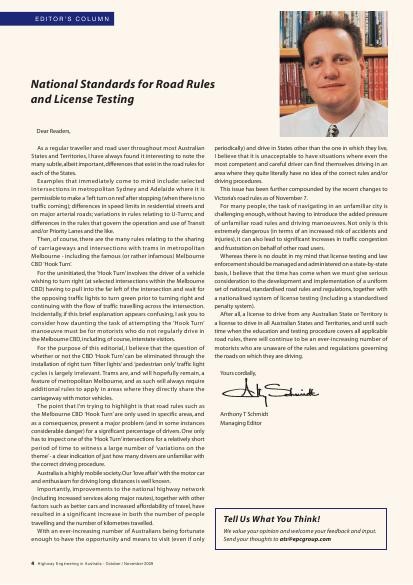 EDITOR'S COLUMN
National Standards for Road Rules
and License Testing
Dear Readers,
As a regular traveller and road user throughout most Australian
States and Territories, I have always found it interesting to note the
many subtle, albeit important, differences that exist in the road rules for
each of the States.
Examples that immediately come to mind include: selected
intersections in metropolitan Sydney and Adelaide where it is
permissible to make a left turn on red after stopping (when there is no
traffic coming); differences in speed limits in residential streets and
on major arterial roads; variations in rules relating to U-Turns; and
differences in the rules that govern the operation and use of Transit
and/or Priority Lanes and the like.
Then, of course, there are the many rules relating to the sharing
of carriageways and intersections with trams in metropolitan
Melbourne - including the famous (or rather infamous) Melbourne
CBD 'Hook Turn'.
For the uninitiated, the 'Hook Turn' involves the driver of a vehicle
wishing to turn right (at selected intersections within the Melbourne
CBD) having to pull into the far left of the intersection and wait for
the opposing traffic lights to turn green prior to turning right and
continuing with the flow of traffic travelling across the intersection.
Incidentally, if this brief explanation appears confusing, I ask you to
consider how daunting the task of attempting the 'Hook Turn'
manoeuvre must be for motorists who do not regularly drive in
the Melbourne CBD, including, of course, interstate visitors.
For the purpose of this editorial, I believe that the question of
whether or not the CBD 'Hook Turn' can be eliminated through the
installation of right turn 'filter lights' and 'pedestrian only' traffic light
cycles is largely irrelevant. Trams are, and will hopefully remain, a
feature of metropolitan Melbourne, and as such will always require
additional rules to apply in areas where they directly share the
carriageway with motor vehicles.
The point that I'm trying to highlight is that road rules such as
the Melbourne CBD 'Hook Turn' are only used in specific areas, and
as a consequence, present a major problem (and in some instances
considerable danger) for a significant percentage of drivers. One only
has to inspect one of the 'Hook Turn' intersections for a relatively short
period of time to witness a large number of 'variations on the
theme' - a clear indication of just how many drivers are unfamiliar with
the correct driving procedure.
Australia is a highly mobile society. Our 'love affair' with the motor car
and enthusiasm for driving long distances is well known.
Importantly, improvements to the national highway network
(including increased services along major routes), together with other
factors such as better cars and increased affordability of travel, have
resulted in a significant increase in both the number of people
travelling and the number of kilometres travelled.
With an ever-increasing number of Australians being fortunate
enough to have the opportunity and means to visit (even if only
periodically) and drive in States other than the one in which they live,
I believe that it is unacceptable to have situations where even the
most competent and careful driver can find themselves driving in an
area where they quite literally have no idea of the correct rules and/or
driving procedures.
This issue has been further compounded by the recent changes to
Victoria's road rules as of November 7.
For many people, the task of navigating in an unfamiliar city is
challenging enough, without having to introduce the added pressure
of unfamiliar road rules and driving manoeuvres. Not only is this
extremely dangerous (in terms of an increased risk of accidents and
injuries), it can also lead to significant increases in traffic congestion
and frustration on behalf of other road users.
Whereas there is no doubt in my mind that license testing and law
enforcement should be managed and administered on a state-by-state
basis, I believe that the time has come when we must give serious
consideration to the development and implementation of a uniform
set of national, standardised road rules and regulations, together with
a nationalised system of license testing (including a standardised
penalty system).
After all, a license to drive from any Australian State or Territory is
a license to drive in all Australian States and Territories, and until such
time when the education and testing procedure covers all applicable
road rules, there will continue to be an ever-increasing number of
motorists who are unaware of the rules and regulations governing
the roads on which they are driving.
Yours cordially,
Anthony T Schmidt
Managing Editor
Tell Us What You Think!
We value your opinion and welcome your feedback and input.
Send your thoughts to ats@epcgroup.com
4 Highway Engineering in Australia - October / November 2009